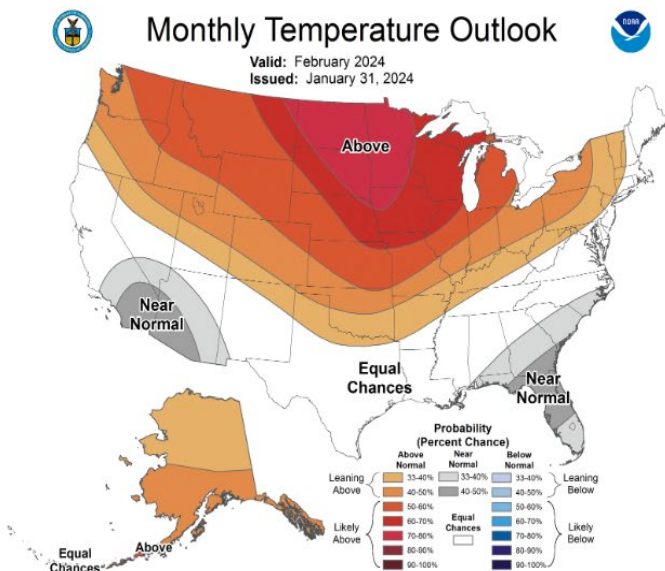 Monthly Temperature Outlook
NOAA
Valid: February 2024
Issued: January 31, 2024
Above
Near
Normal
Equal
Chances
Near
Normal
Above
Equal
Chances
Probability
(Percent Chance)
Above
Normal
Near
Normal
Below
Normal
Leaning
Above
33-40%
33-40%
33-40%
Leaning
Below
40-50%
40-50%
40-50%
Likely
Above
50-60%
50-60%
Likely
Below
60-70%
Equal
Chances
60-70%
70-80%
70-80%
80-90%
80-90%
90-100%
90-100%